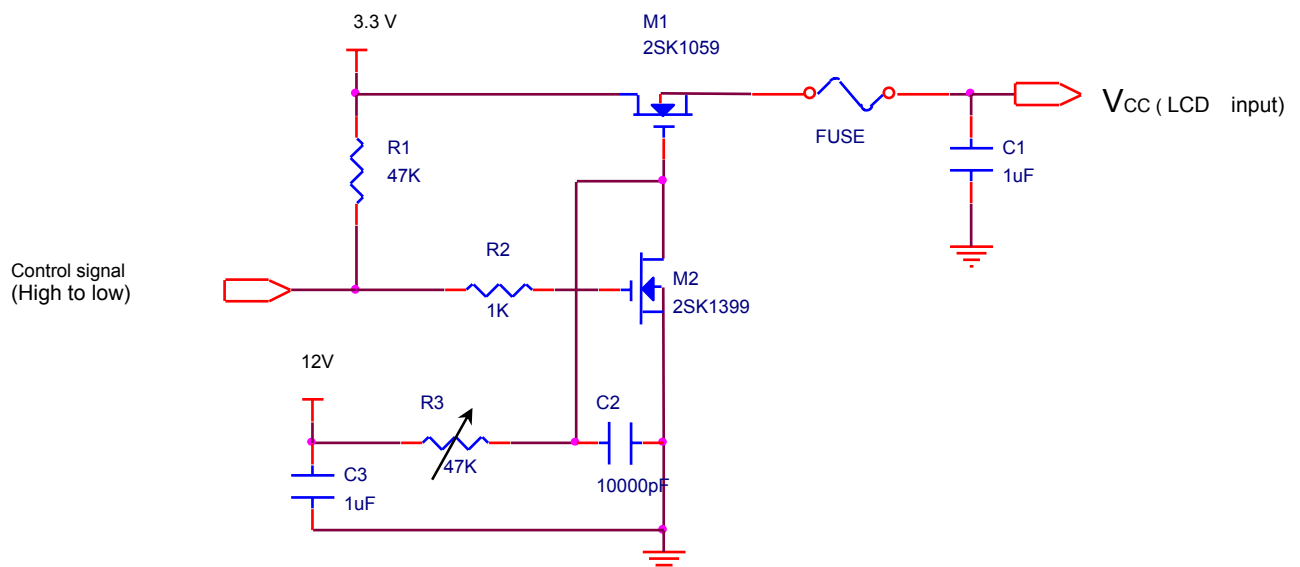 3.3 V
M1
2SK1059
FUSE
VCC ( LCD input)
R1
47K
C1
1uF
Control signal
(High to low)
R2
1K
M2
2SK1399
12V
R3
47K
C2
10000pF
C3
1uF